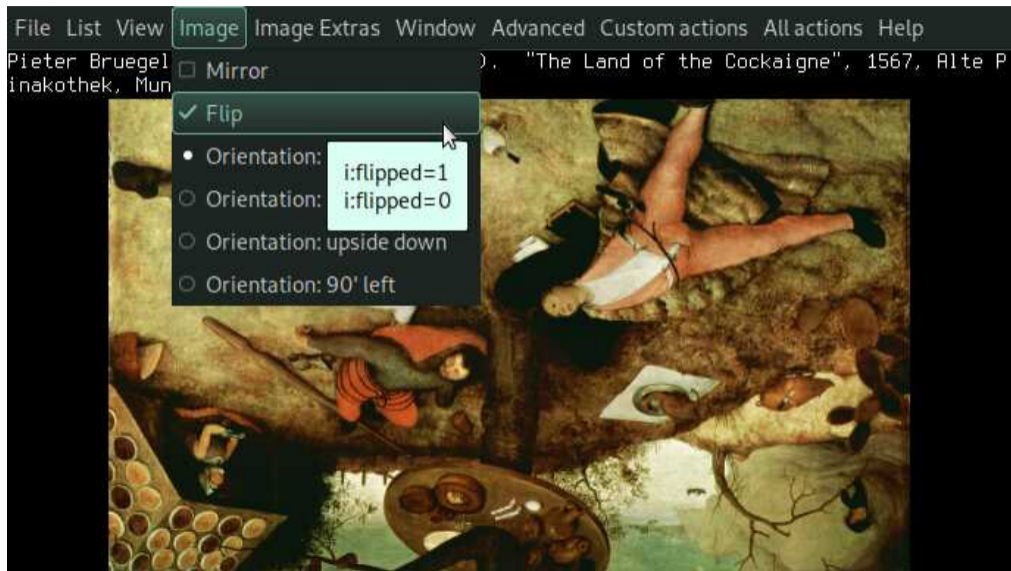 File List View Image Image Extras Window Advanced Custom actions All actions Help
Pieter Bruegel ). "The Land of the Cockaigne", 1567, Alte P
inakothek, Mun
Mirror
Flip
Orientation:
i:flipped=1
Orientation:
i:flipped=0
Orientation: upside down
Orientation: 90' left